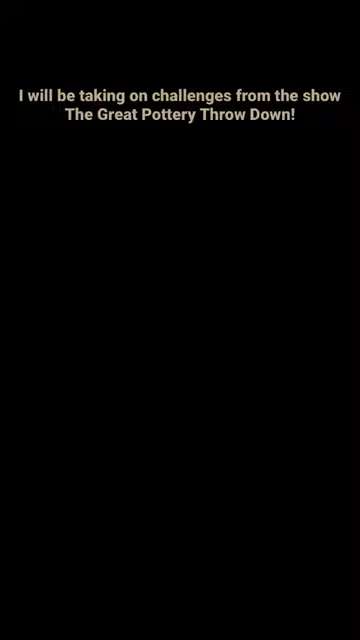 I will be taking on challenges from the show
The Great Pottery Throw Down!